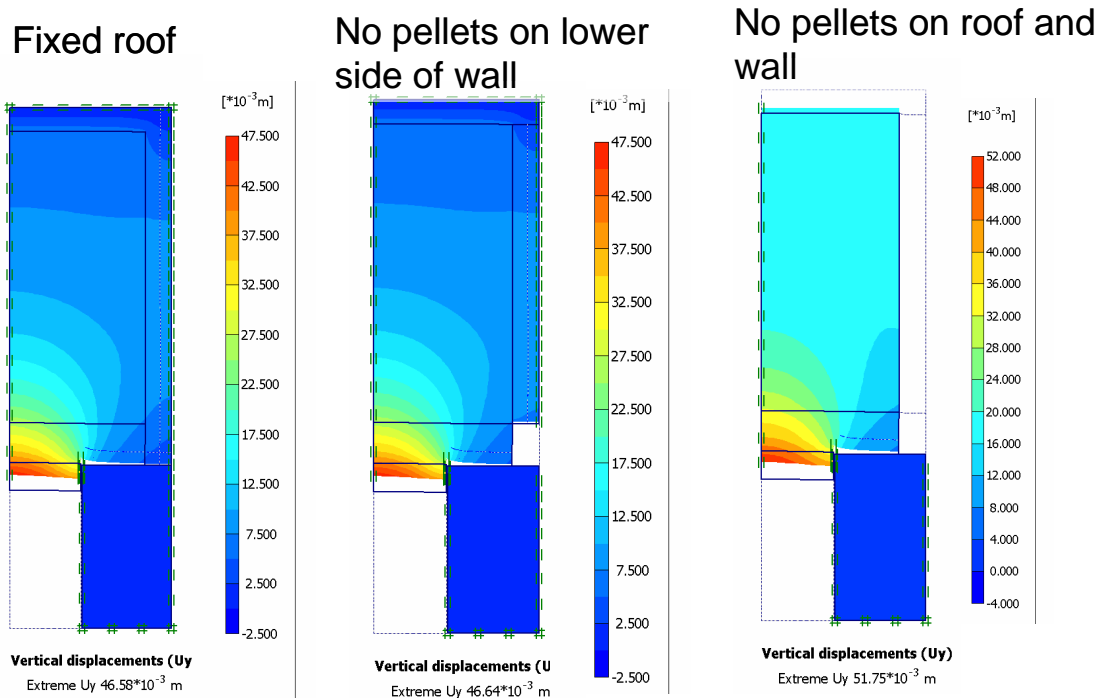 Fixed roof
[*10⁻³m]
47.500
42.500
37.500
32.500
27.500
22.500
17.500
12.500
7.500
2.500
-2.500
Vertical displacements (Uy
Extreme Uy 46.58*10⁻³ m
No pellets on lower
side of wall
[*10⁻³m]
47.500
42.500
37.500
32.500
27.500
22.500
17.500
12.500
7.500
2.500
-2.500
Vertical displacements (U
Extreme Uy 46.64*10⁻³ m
No pellets on roof and
wall
[*10⁻³m]
52.000
48.000
44.000
40.000
36.000
32.000
28.000
24.000
20.000
16.000
12.000
8.000
4.000
0.000
-4.000
Vertical displacements (Uy)
Extreme Uy 51.75*10⁻³ m